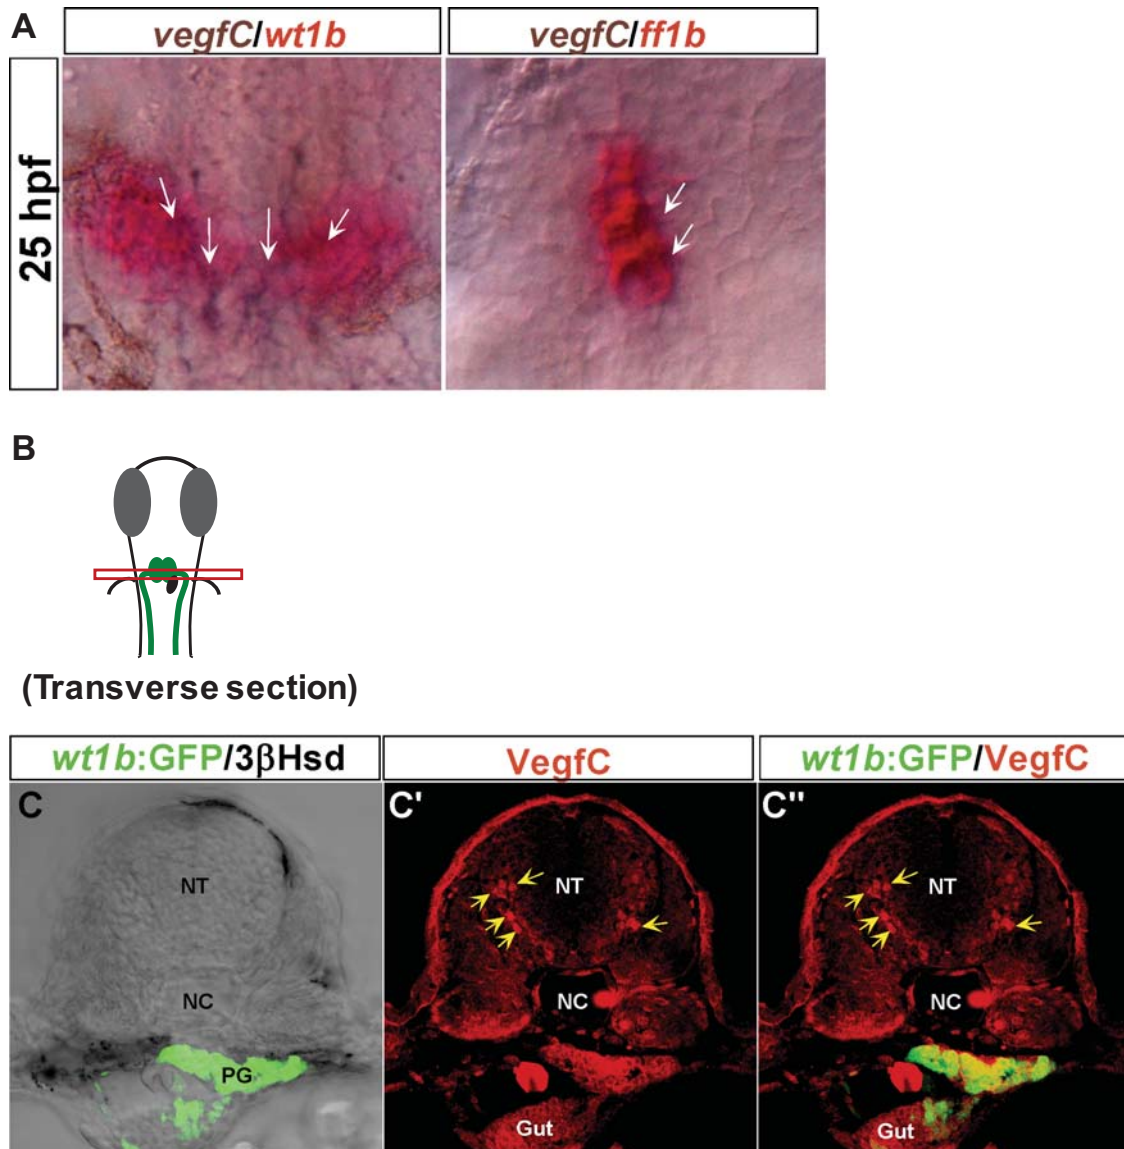 A
vegfC/wt1b
vegfC/ff1b
25 hpf
B
(Transverse section)
wt1b:GFP/3βHsd
VegfC
wt1b:GFP/VegfC
C
NT
NC
PG
C'
NT
NC
Gut
C''
NT
NC
Gut